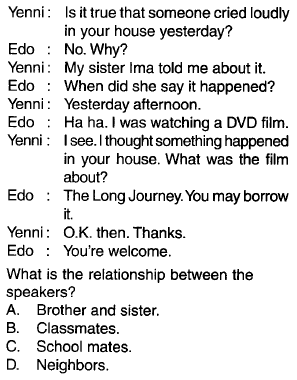 Yenni : Is it true that someone cried loudly
in your house yesterday?
Edo : No. Why?
Yenni : My sister Ima told me about it.
Edo : When did she say it happened?
Yenni : Yesterday afternoon.
Edo : Ha ha. I was watching a DVD film.
Yenni : I see. I thought something happened
in your house. What was the film
about?
Edo : The Long Journey. You may borrow
it.
Yenni : O.K. then. Thanks.
Edo : You're welcome.
What is the relationship between the
speakers?
A. Brother and sister.
B. Classmates.
C. School mates.
D. Neighbors.